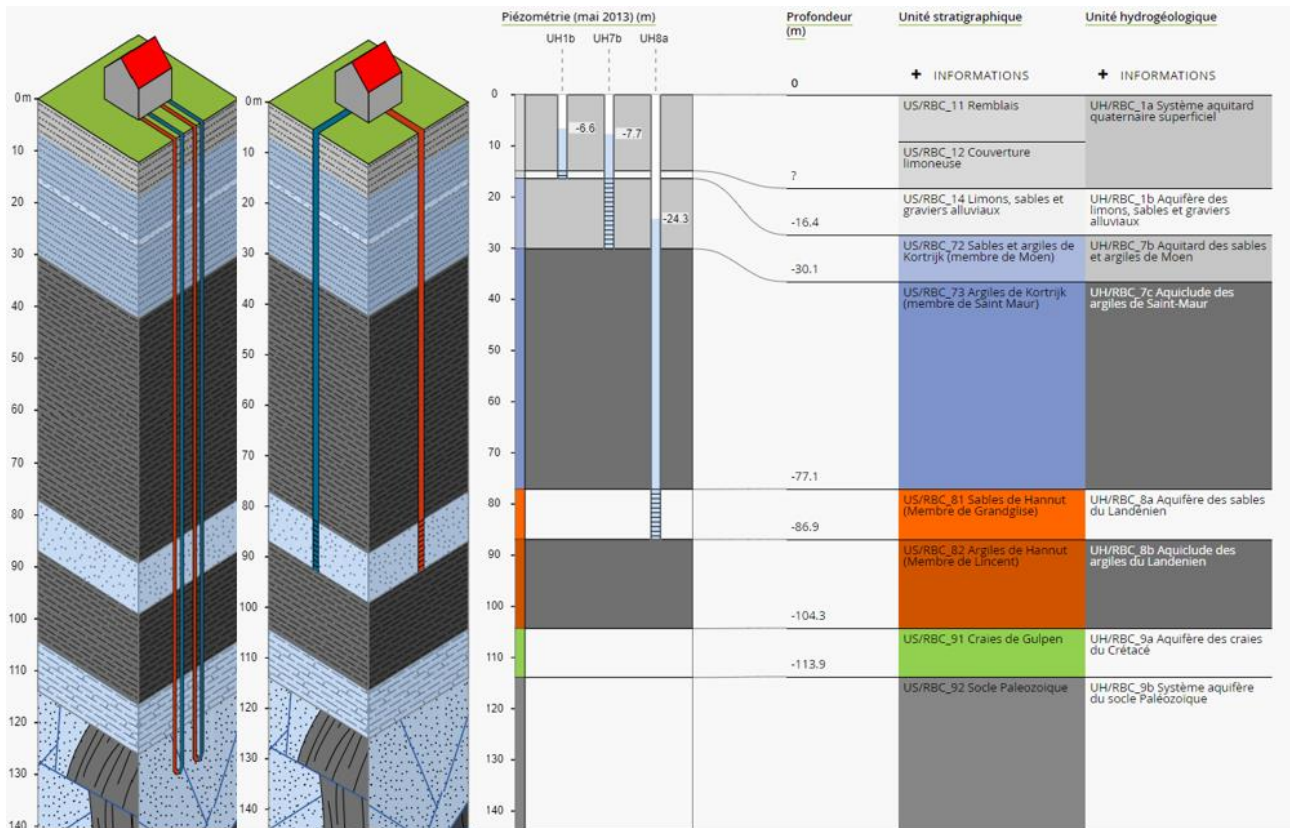 Piézométrie (mai 2013) (m)
UH1b
UH7b
UH8a
Profondeur
(m)
Unité stratigraphique
Unité hydrogéologique
+ INFORMATIONS
+ INFORMATIONS
0m
10
20
30
40
50
60
70
80
90
100
110
120
130
140
0m
10
20
30
40
50
60
70
80
90
100
110
120
130
140
0
10
20
30
40
50
60
70
80
90
100
110
120
130
140
-6.6
-7.7
-24.3
0
?
-16.4
-30.1
-77.1
-86.9
-104.3
-113.9
US/RBC_11 Remblais
US/RBC_12 Couverture
limoneuse
US/RBC_14 Limons, sables et
graviers alluviaux
US/RBC_72 Sables et argiles de
Kortrijk (membre de Moen)
US/RBC_73 Argiles de Kortrijk
(membre de Saint Maur)
US/RBC_81 Sables de Hannut
(Membre de Grandglise)
US/RBC_82 Argiles de Hannut
(Membre de Lincent)
US/RBC_91 Craies de Gulpen
US/RBC_92 Socle Paleozoique
UH/RBC_1a Système aquitard
quaternaire superficiel
UH/RBC_1b Aquifère des
limons, sables et graviers
alluviaux
UH/RBC_7b Aquitard des sables
et argiles de Moen
UH/RBC_7c Aquiclude des
argiles de Saint-Maur
UH/RBC_8a Aquifère des sables
du Landénien
UH/RBC_8b Aquiclude des
argiles du Landenien
UH/RBC_9a Aquifère des craies
du Crétacé
UH/RBC_9b Système aquifère
du socle Paléozoique